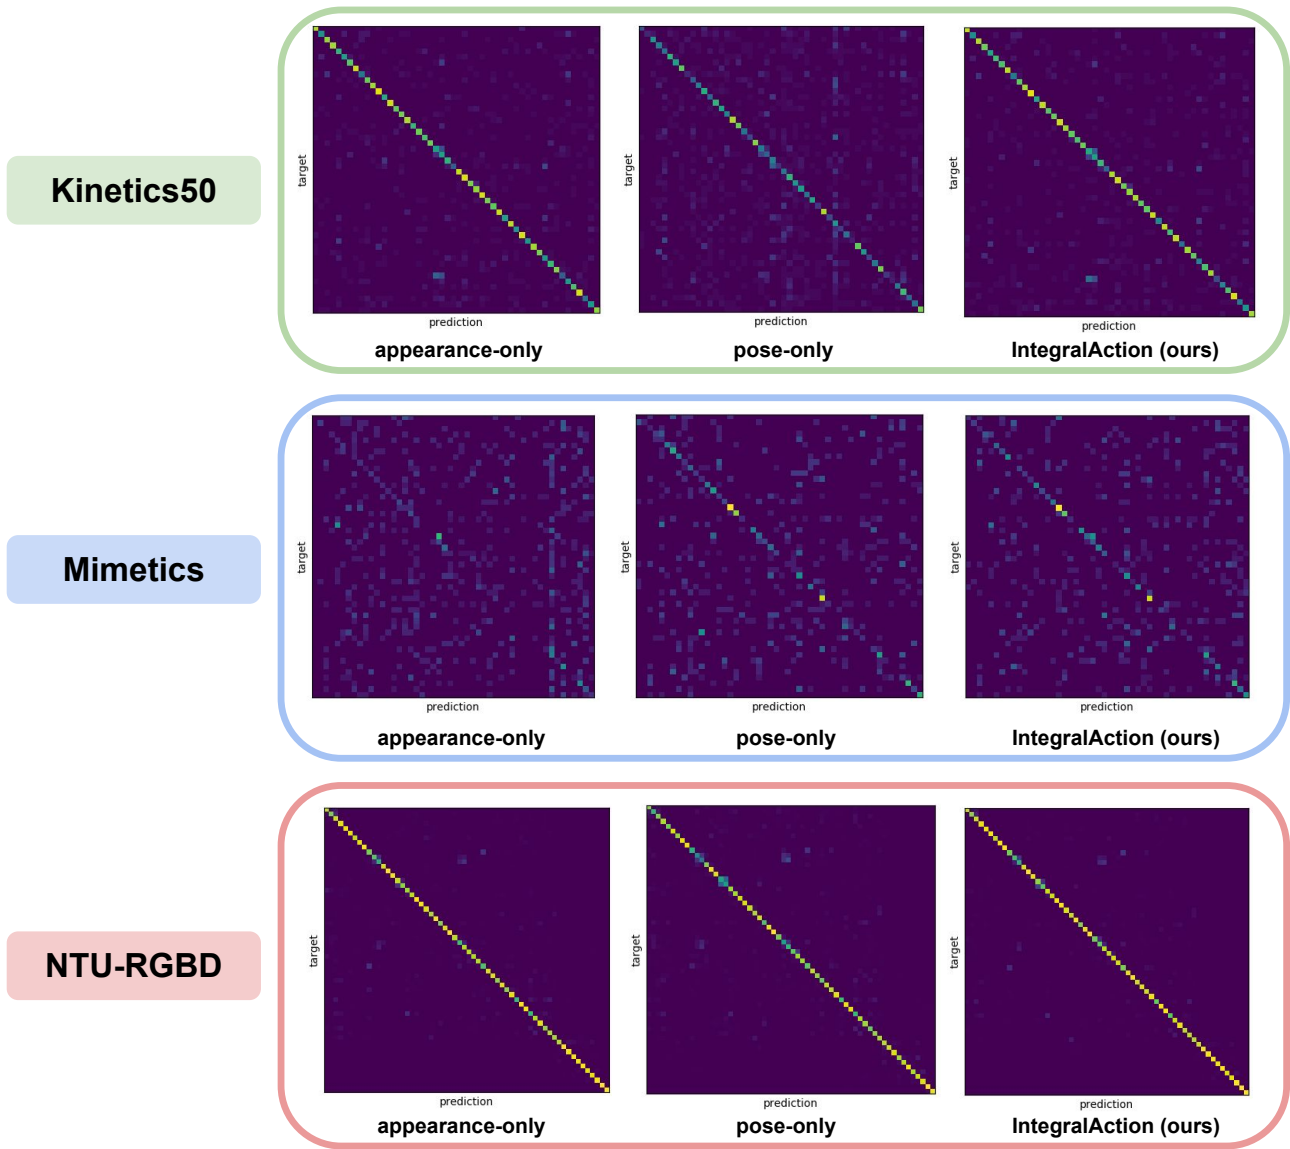 Kinetics50
target
target
target
prediction
prediction
prediction
appearance-only
pose-only
IntegralAction (ours)
Mimetics
target
target
target
prediction
prediction
prediction
appearance-only
pose-only
IntegralAction (ours)
NTU-RGBD
target
target
target
prediction
prediction
prediction
appearance-only
pose-only
IntegralAction (ours)